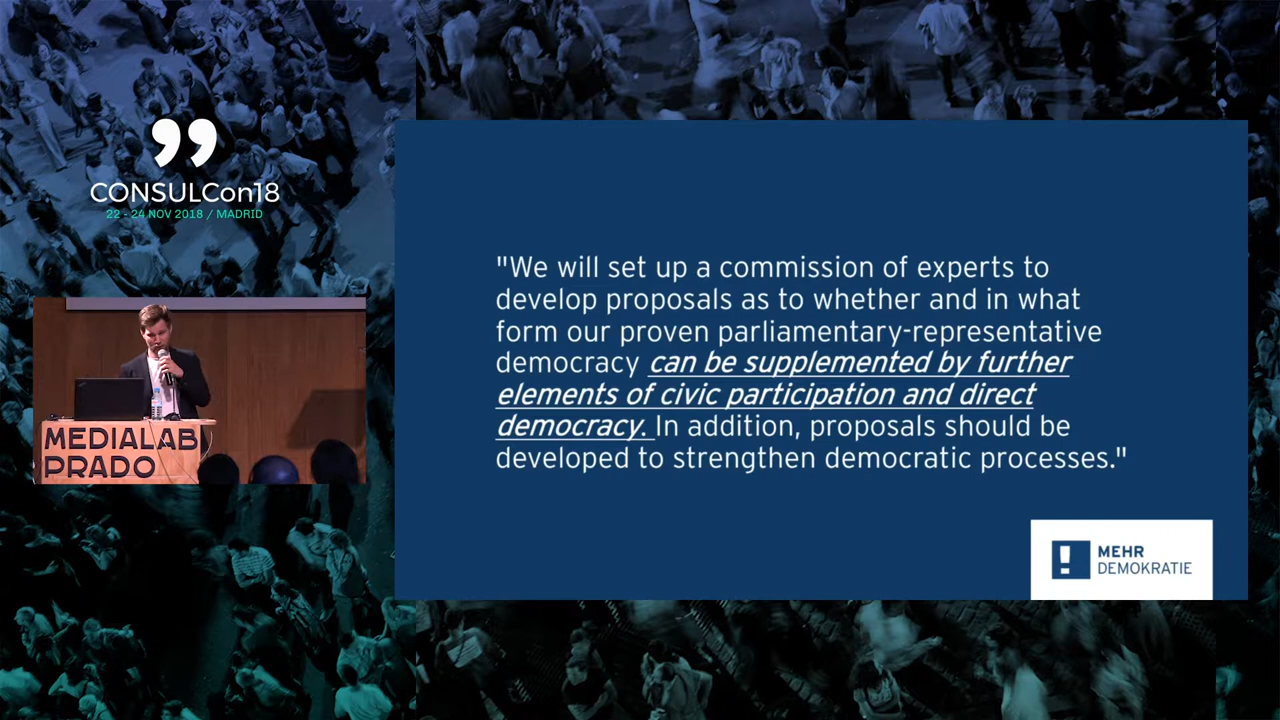 CONSULCon18
22 - 24 NOV 2018 / MADRID
MEDIALAB
PRADO
"We will set up a commission of experts to
develop proposals as to whether and in what
form our proven parliamentary-representative
democracy can be supplemented by further
elements of civic participation and direct
democracy. In addition, proposals should be
developed to strengthen democratic processes."
MEHR
DEMOKRATIE